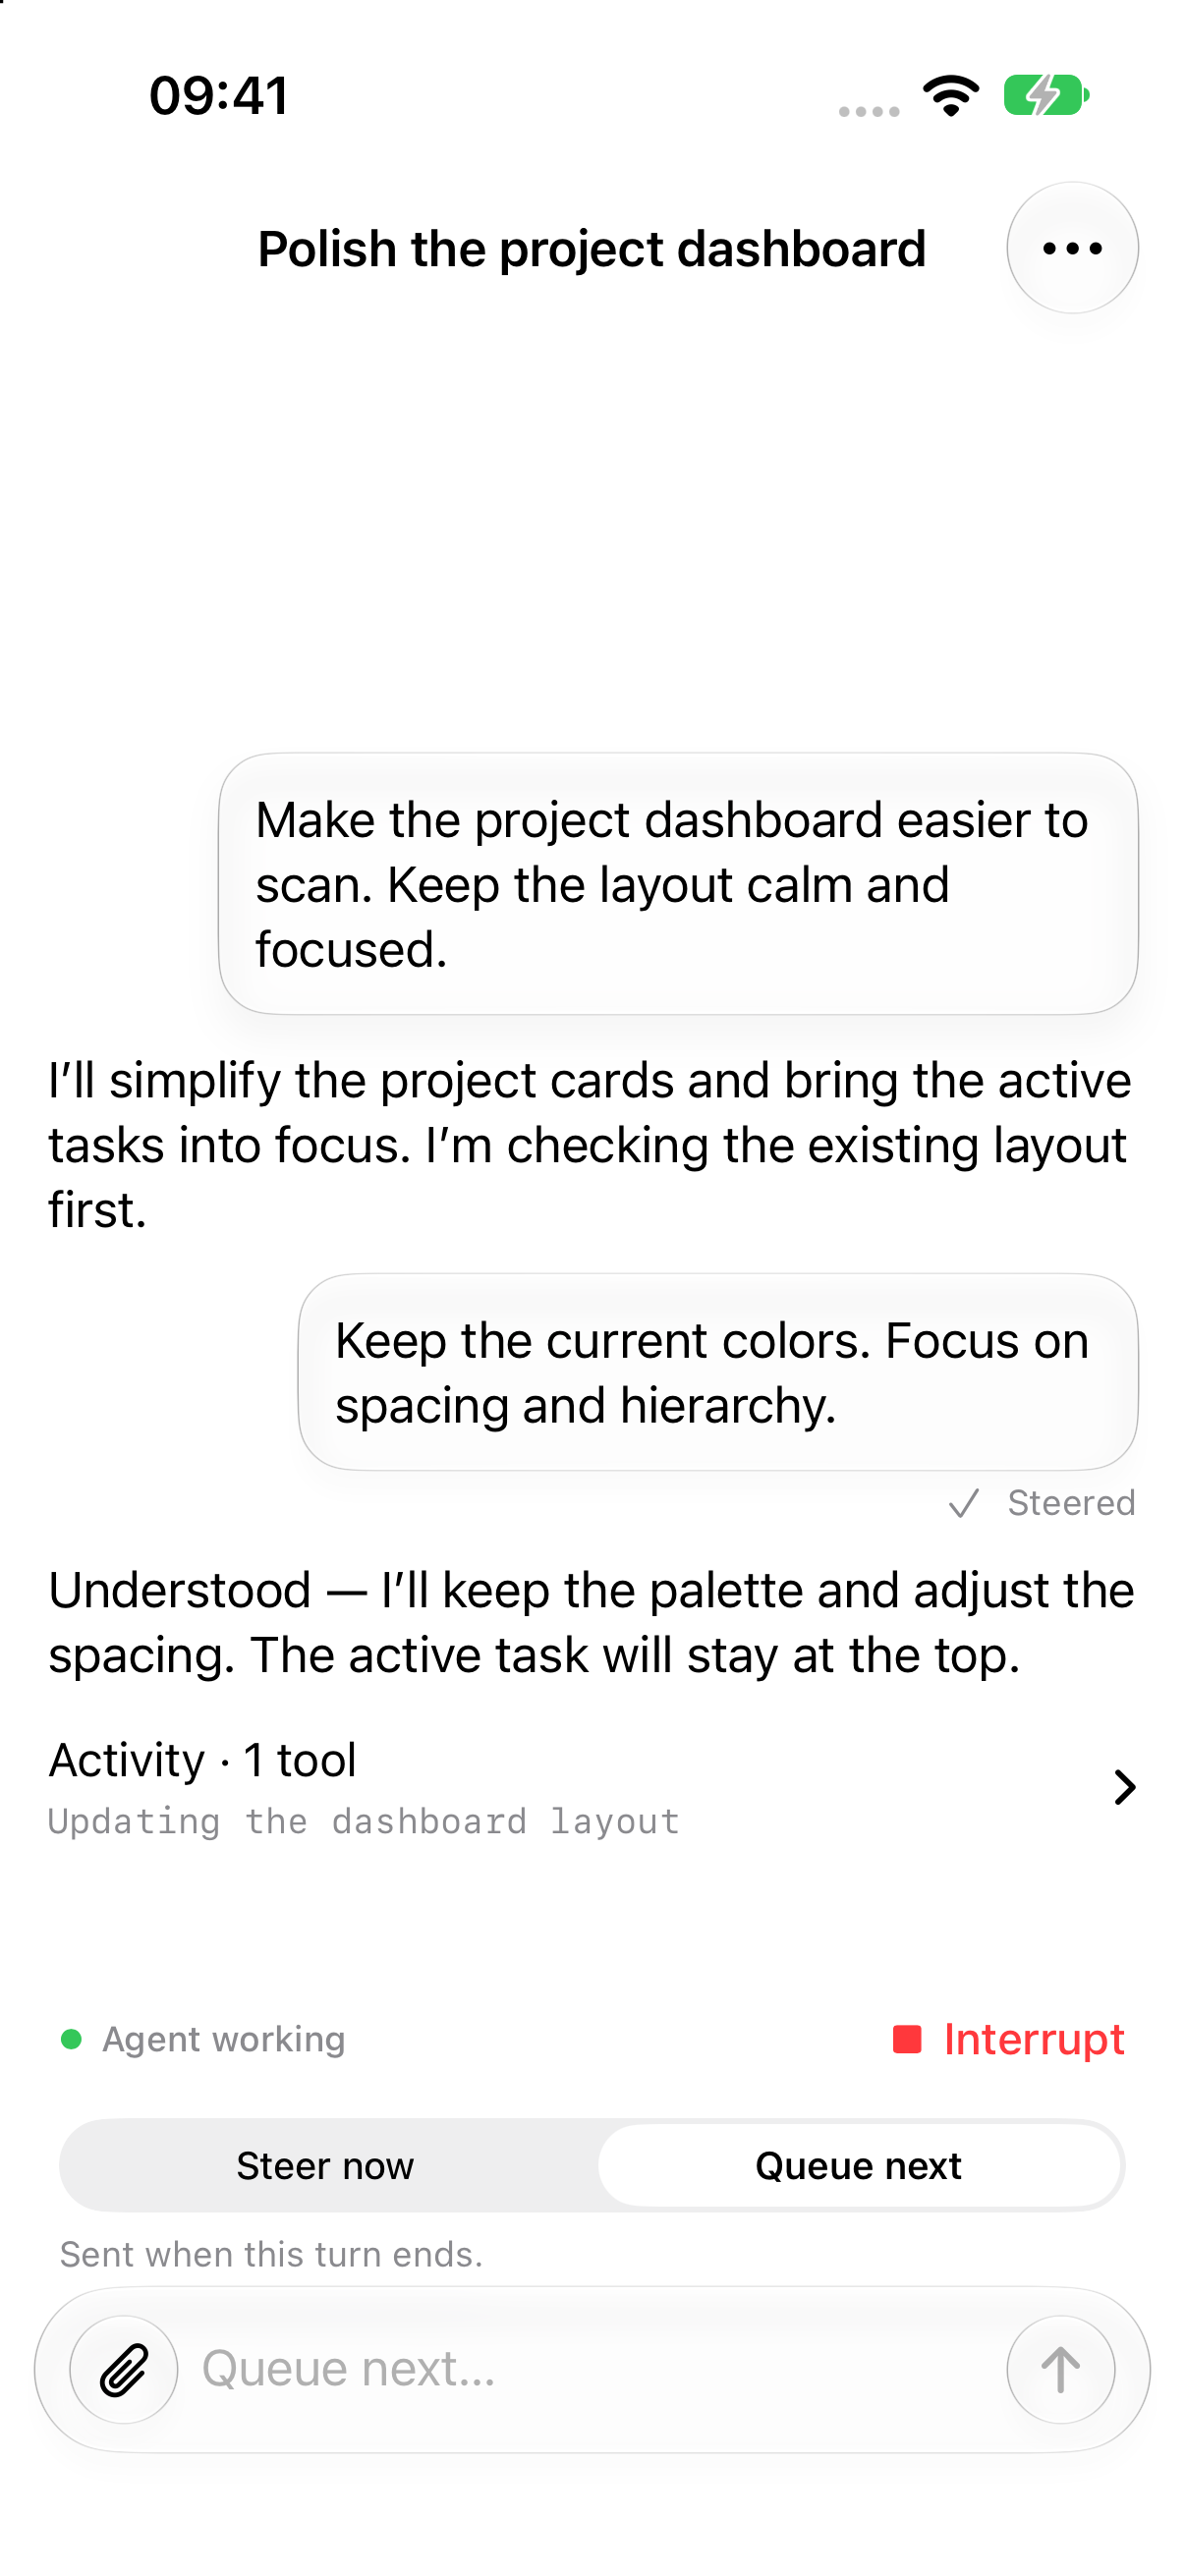 09:41
Polish the project dashboard
Make the project dashboard easier to
scan. Keep the layout calm and
focused.
I’ll simplify the project cards and bring the active
tasks into focus. I’m checking the existing layout
first.
Keep the current colors. Focus on
spacing and hierarchy.
Steered
Understood — I’ll keep the palette and adjust the
spacing. The active task will stay at the top.
Activity · 1 tool
Updating the dashboard layout
Agent working
Interrupt
Steer now
Queue next
Sent when this turn ends.
Queue next...